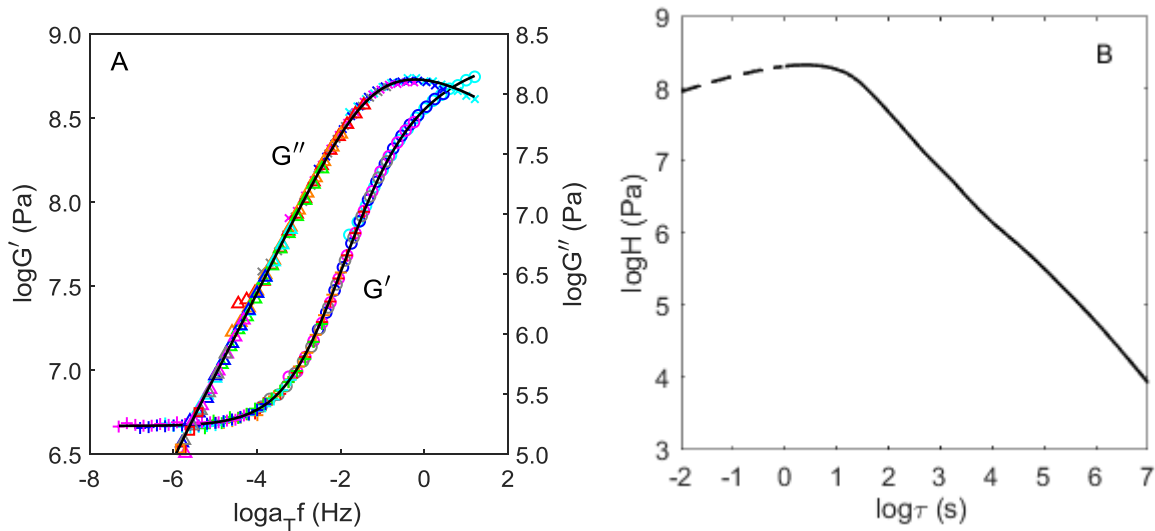 A
9.0
8.5
8.0
7.5
7.0
6.5
logG′ (Pa)
8.5
8.0
7.5
7.0
6.5
6.0
5.5
5.0
logG″ (Pa)
G″
G′
-8 -6 -4 -2 0 2
loga_T f (Hz)
B
9
8
7
6
5
4
3
logH (Pa)
-2 -1 0 1 2 3 4 5 6 7
logτ (s)